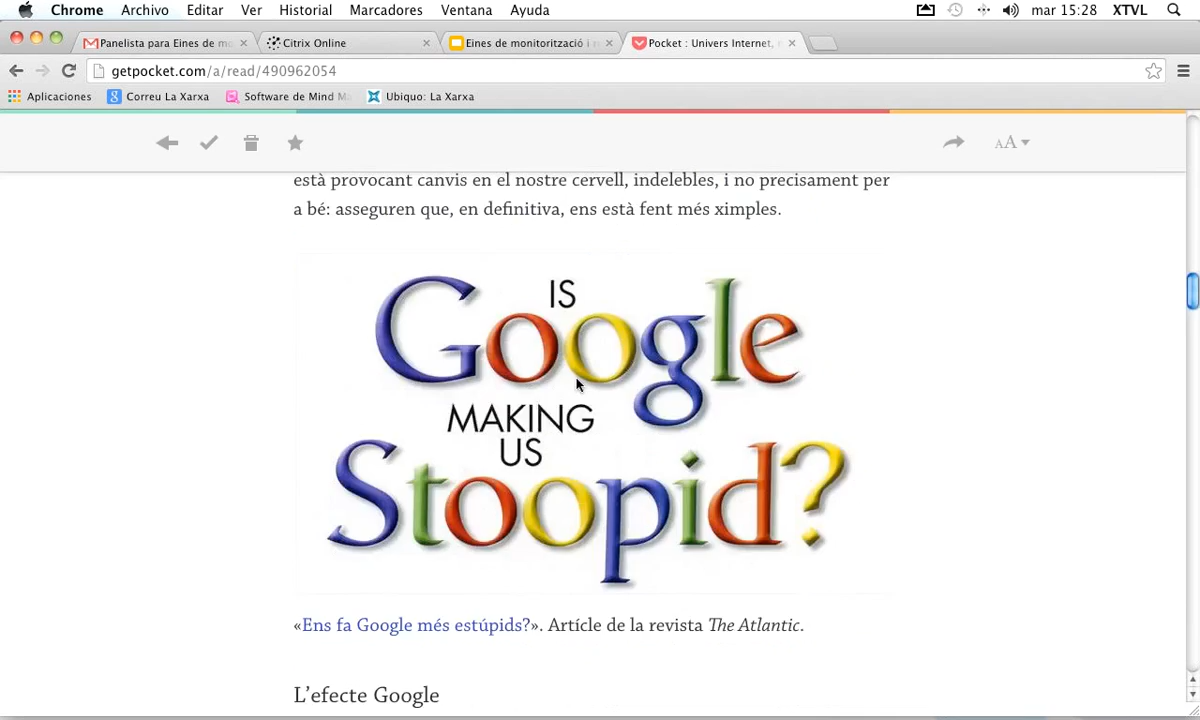 Chrome Archivo Editar Ver Historial Marcadores Ventana Ayuda mar 15:28 XTVL
Panelista para Eines de mo Citrix Online Eines de monitorització i Pocket : Univers Internet,
getpocket.com/a/read/490962054
Aplicaciones Correu La Xarxa Software de Mind Ma Ubiquo: La Xarxa
AA
està provocant canvis en el nostre cervell, indelebles, i no precisament per
a bé: asseguren que, en definitiva, ens està fent més ximples.
IS
Google
MAKING
US
Stoopid?
«Ens fa Google més estúpids?». Artícle de la revista The Atlantic.
L'efecte Google